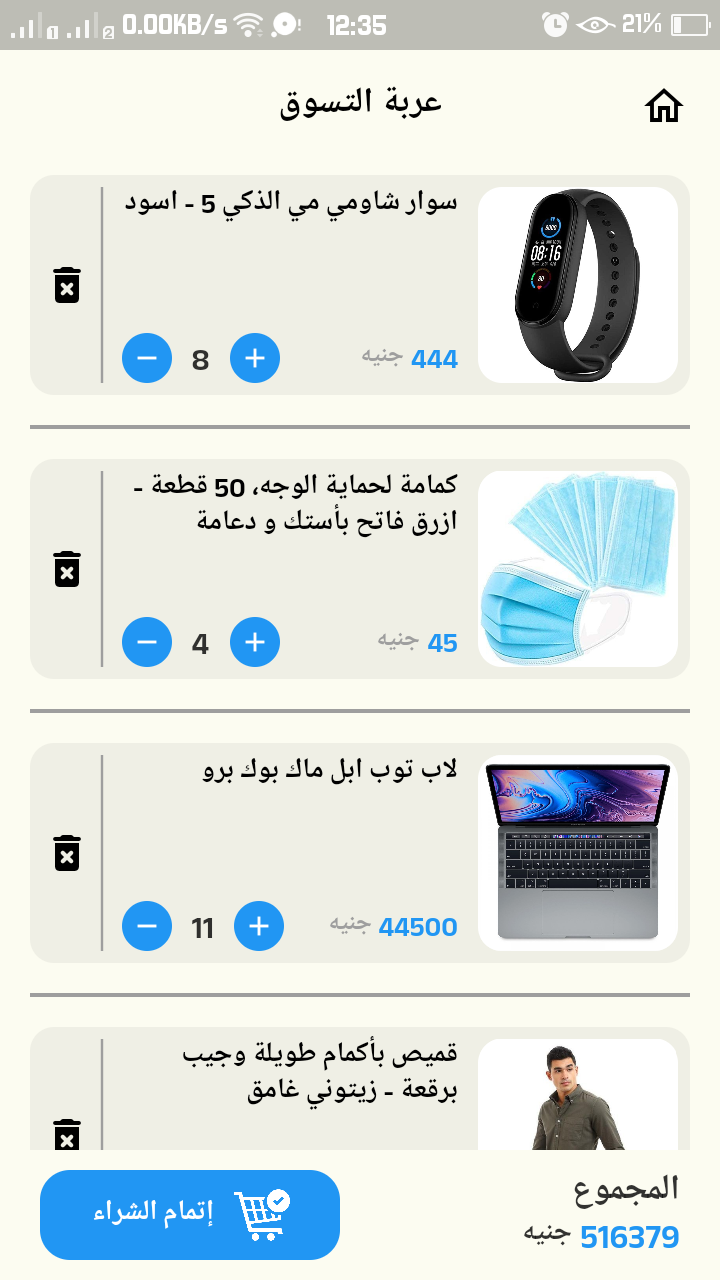 0.00KB/s 12:35 21%
عربة التسوق
سوار شاومي مي الذكي 5 - اسود
08:16
444 جنيه
8
كمامة لحماية الوجه، 50 قطعة -
ازرق فاتح بأستك و دعامة
45 جنيه
4
لاب توب ابل ماك بوك برو
44500 جنيه
11
قميص بأكمام طويلة وجيب
برقعة - زيتوني غامق
المجموع
516379 جنيه
إتمام الشراء